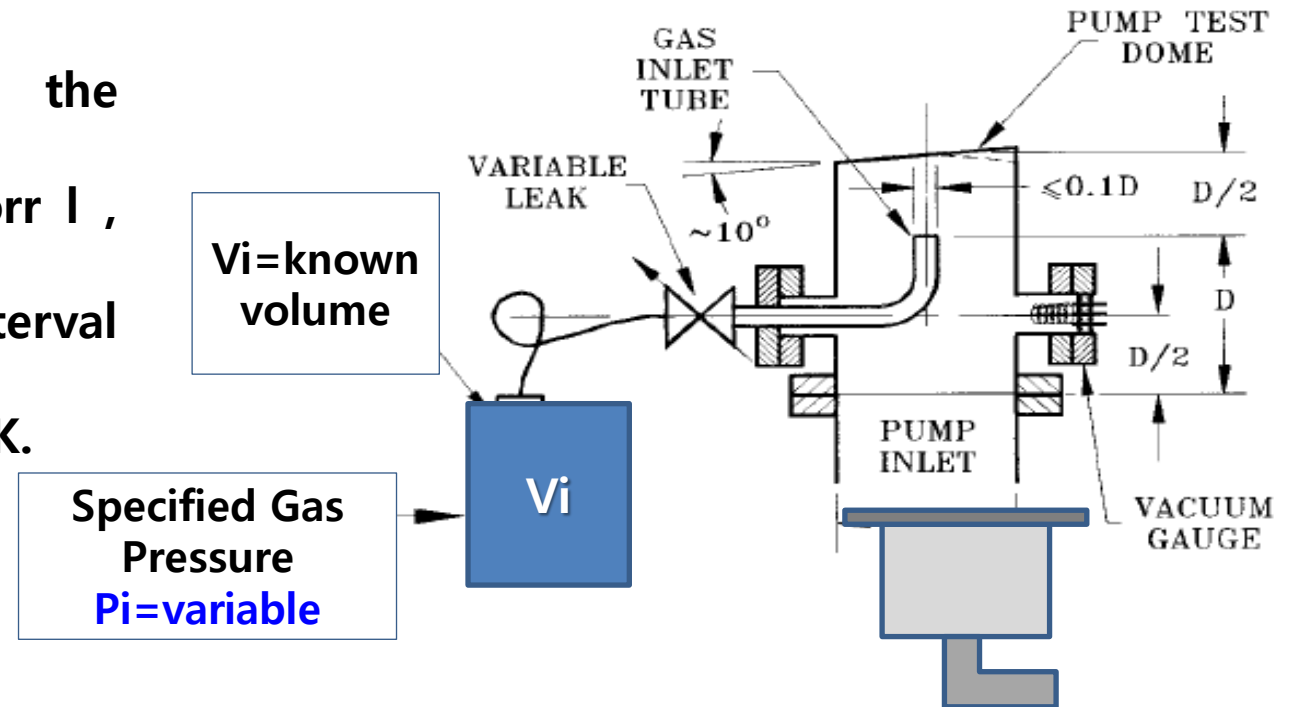 the
orr l ,
terval
K.
Vi=known
volume
Vi
Specified Gas
Pressure
Pi=variable
GAS
INLET
TUBE
VARIABLE
LEAK
~10°
PUMP TEST
DOME
≤0.1D
D/2
D
D/2
PUMP
INLET
VACUUM
GAUGE